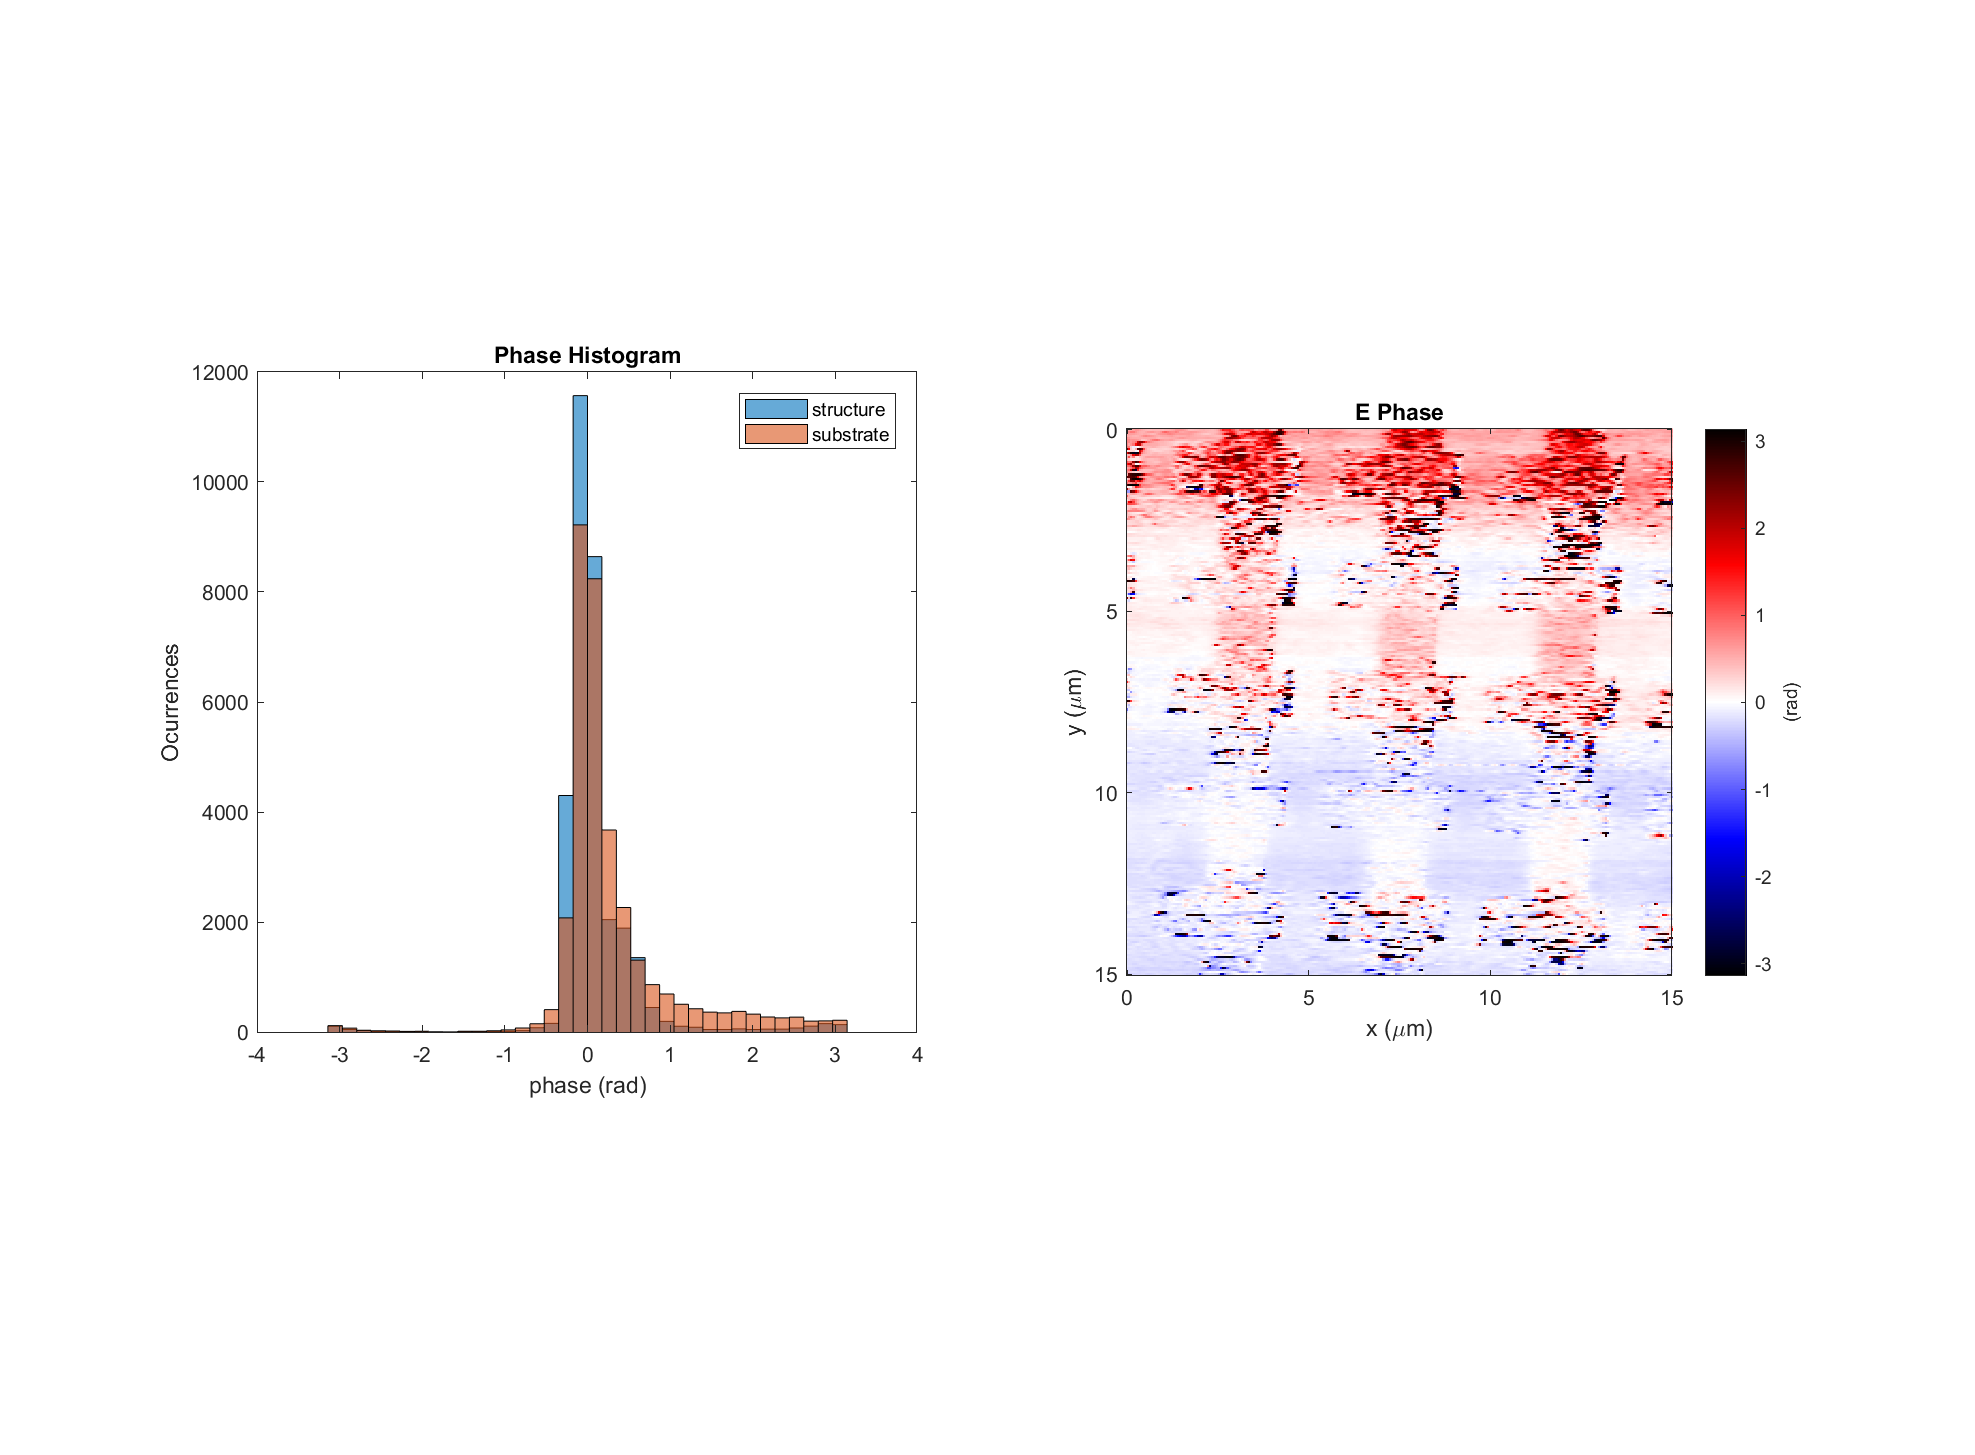 Phase Histogram
12000
10000
8000
6000
4000
2000
0
Ocurrences
structure
substrate
-4 -3 -2 -1 0 1 2 3 4
phase (rad)
E Phase
0
5
10
15
y (μm)
0 5 10 15
x (μm)
3
2
1
0
-1
-2
-3
(rad)